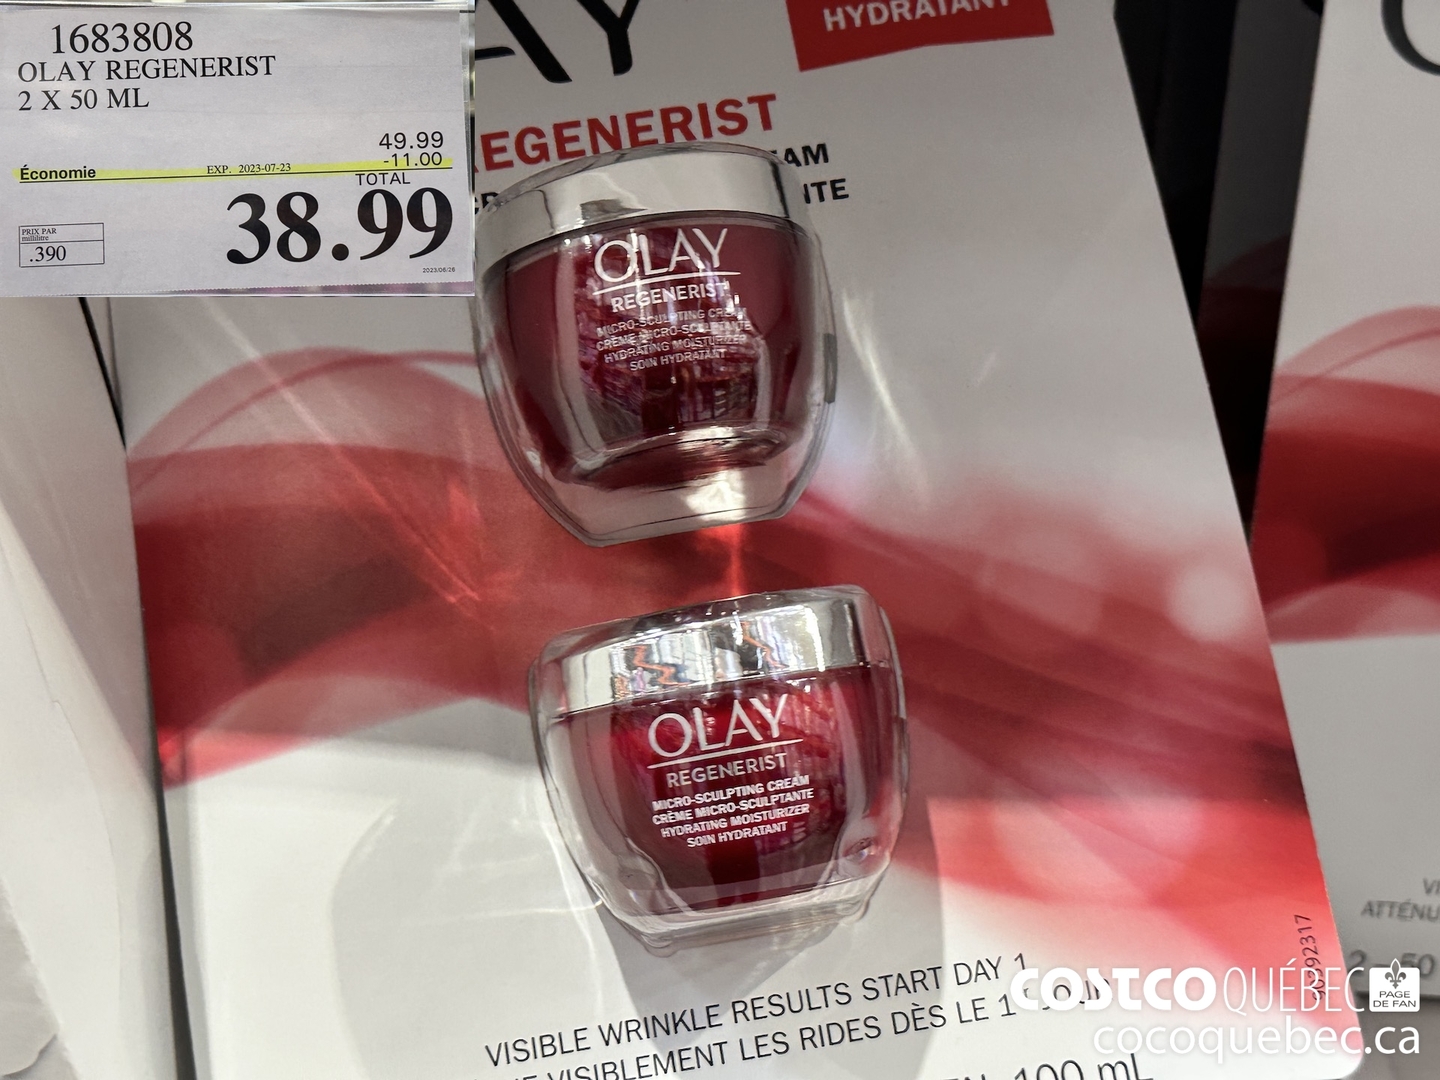 1683808
OLAY REGENERIST
2 X 50 ML
49.99
-11.00
Économie
EXP. 2023-07-23
TOTAL
38.99
PRIX PAR
millilitre
.390
2023/06/26
HYDRATANT
OLAY
REGENERIST
MICRO-SCULPTING CREAM
CRÈME MICRO-SCULPTANTE
HYDRATING MOISTURIZER
SOIN HYDRATANT
OLAY
REGENERIST
MICRO-SCULPTING CREAM
CRÈME MICRO-SCULPTANTE
HYDRATING MOISTURIZER
SOIN HYDRATANT
VISIBLE WRINKLE RESULTS START DAY 1
VISIBLEMENT LES RIDES DÈS LE 1
100 mL
COSTCO QUÉBEC
PAGE
DE FAN
cocoquebec.ca